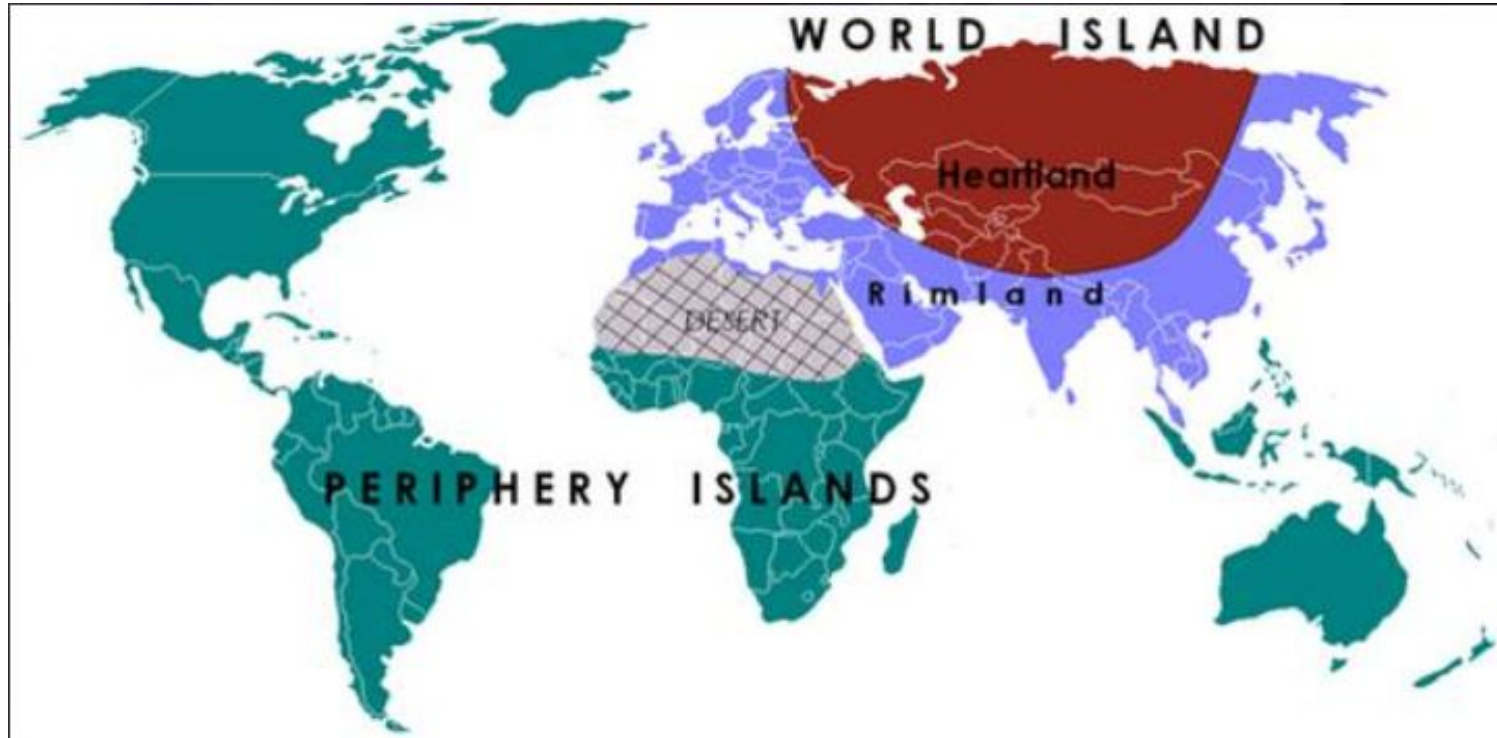 WORLD ISLAND
Heartland
Rimland
DESERT
PERIPHERY ISLANDS